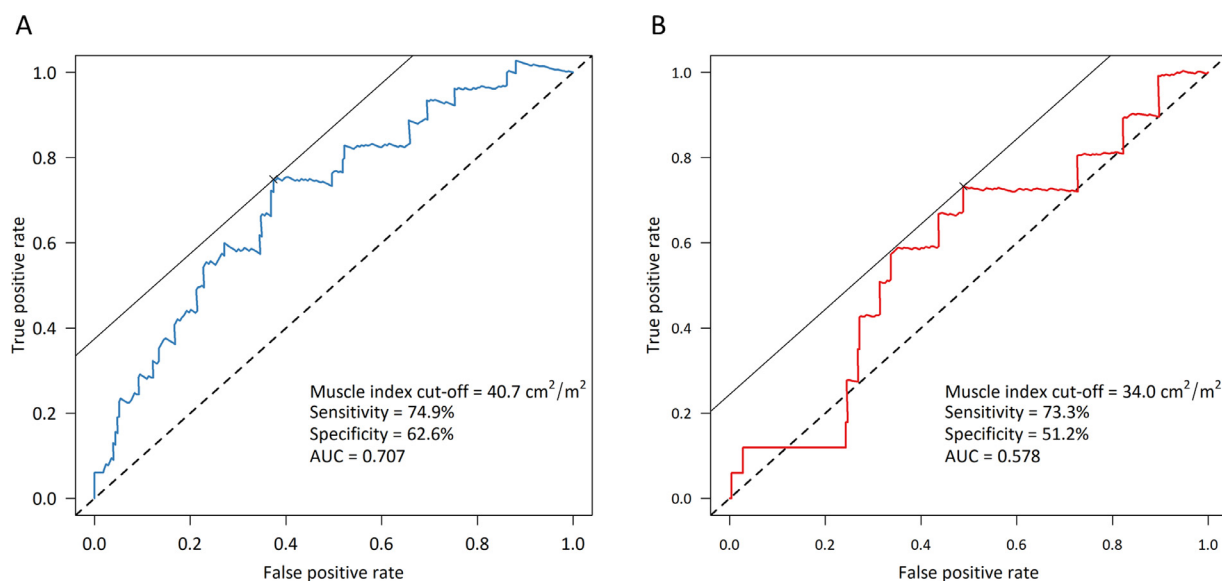 A
True positive rate
1.0
0.8
0.6
0.4
0.2
0.0
Muscle index cut-off = 40.7 cm²/m²
Sensitivity = 74.9%
Specificity = 62.6%
AUC = 0.707
0.0 0.2 0.4 0.6 0.8 1.0
False positive rate
B
True positive rate
1.0
0.8
0.6
0.4
0.2
0.0
Muscle index cut-off = 34.0 cm²/m²
Sensitivity = 73.3%
Specificity = 51.2%
AUC = 0.578
0.0 0.2 0.4 0.6 0.8 1.0
False positive rate